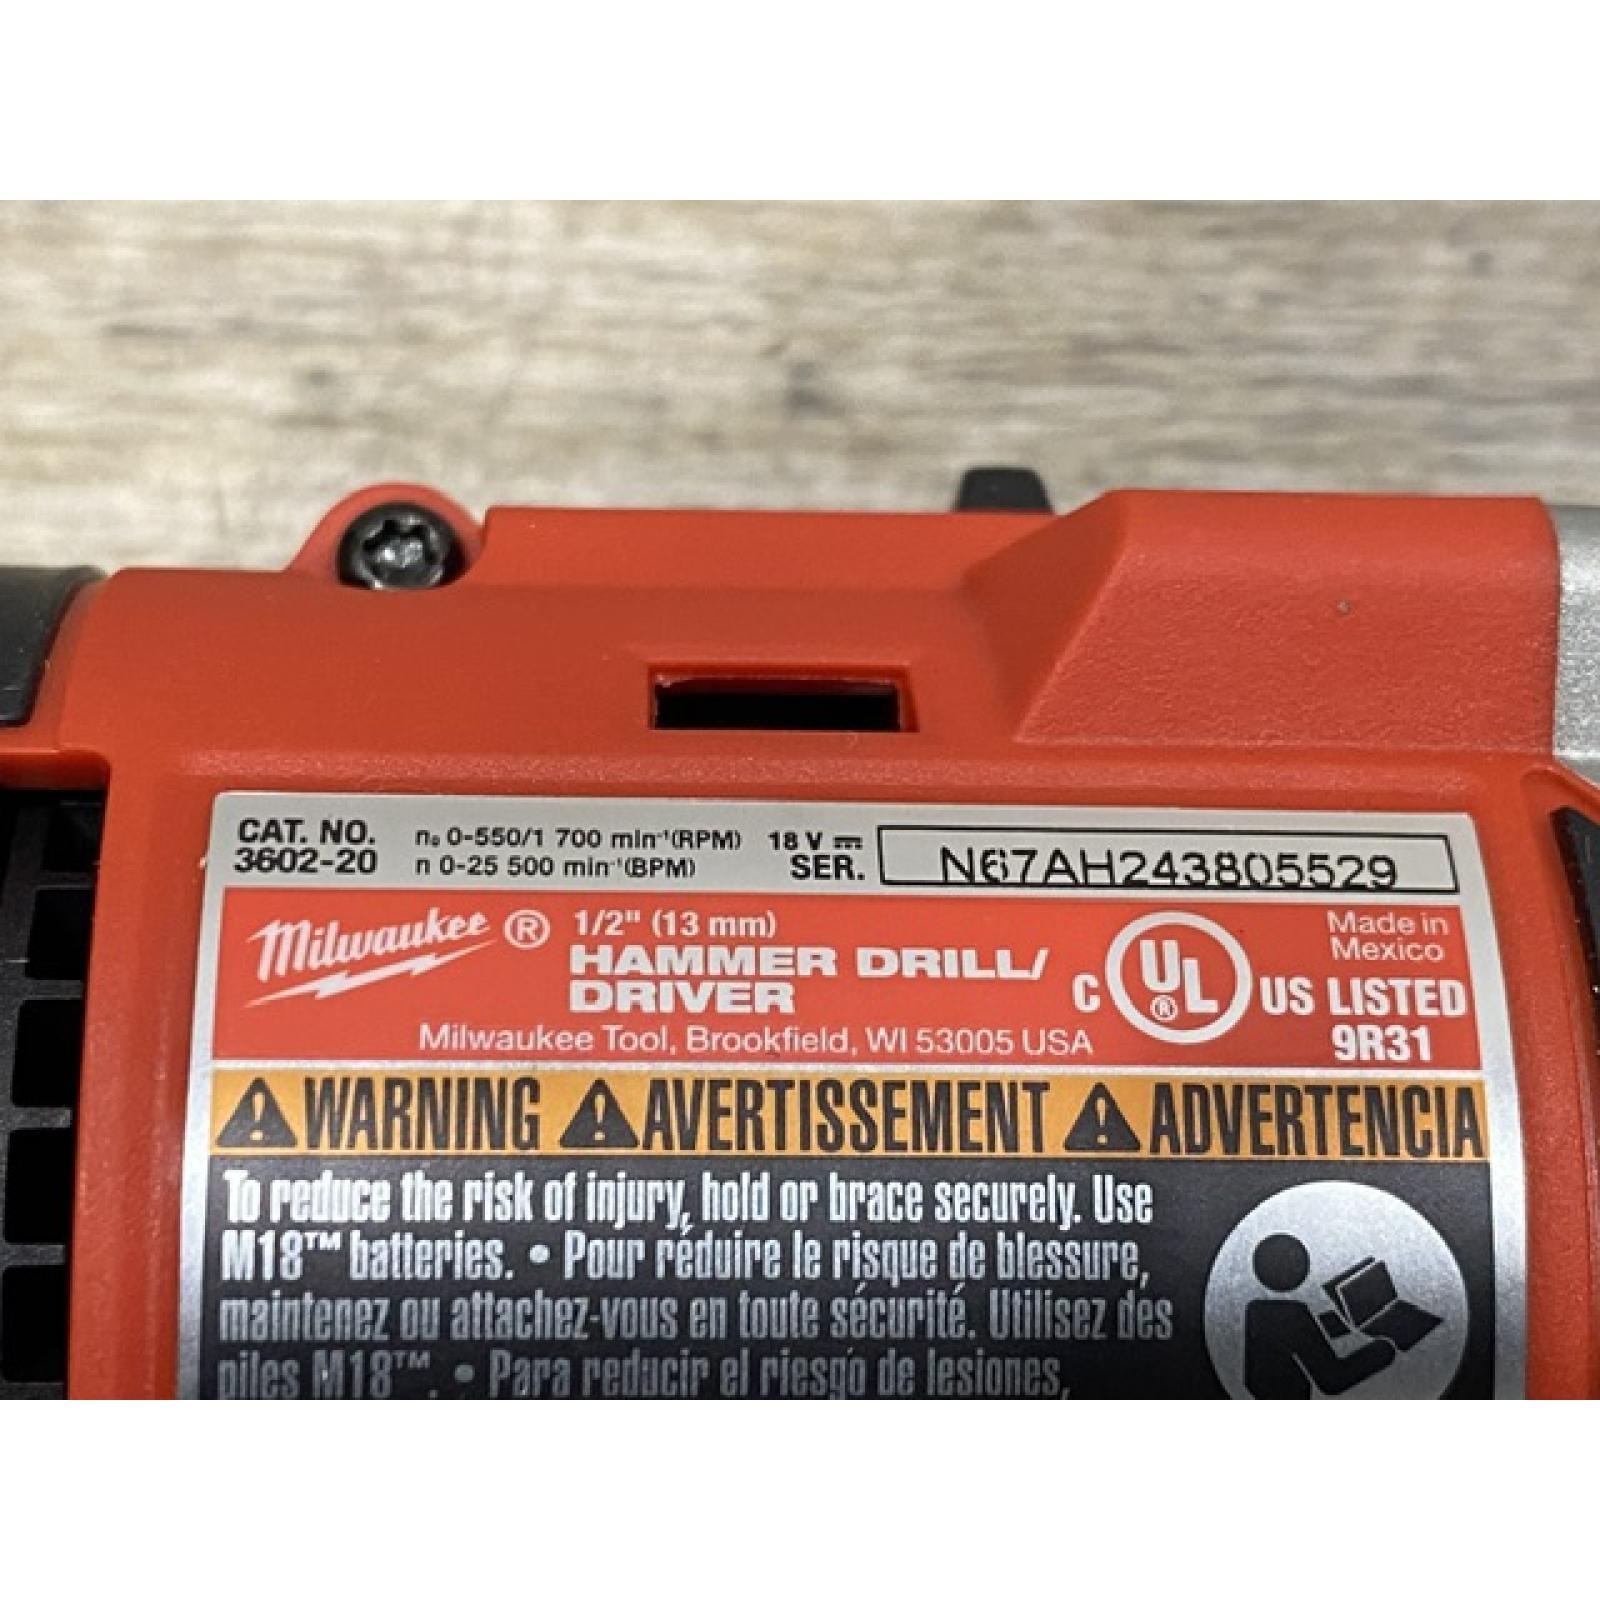 CAT. NO. n₀ 0-550/1 700 min⁻¹(RPM) 18 V ⎓
3602-20 n 0-25 500 min⁻¹(BPM) SER. N67AH243805529
Milwaukee ® 1/2" (13 mm)
HAMMER DRILL/
DRIVER
Milwaukee Tool, Brookfield, WI 53005 USA
C UL ® US LISTED
9R31
Made in
Mexico
⚠WARNING ⚠AVERTISSEMENT ⚠ADVERTENCIA
To reduce the risk of injury, hold or brace securely. Use
M18™ batteries. • Pour réduire le risque de blessure,
maintenez ou attachez-vous en toute sécurité. Utilisez des
piles M18™. • Para reducir el riesgo de lesiones,